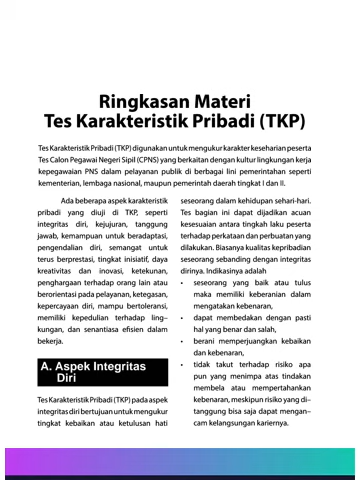 Ringkasan Materi
Tes Karakteristik Pribadi (TKP)
Tes Karakteristik Pribadi (TKP) digunakan untuk mengukur karakter keseharian peserta
Tes Calon Pegawai Negeri Sipil (CPNS) yang berkaitan dengan kultur lingkungan kerja
kepegawaian PNS dalam pelayanan publik di berbagai lini pemerintahan seperti
kementerian, lembaga nasional, maupun pemerintah daerah tingkat I dan II.
Ada beberapa aspek karakteristik
pribadi yang diuji di TKP, seperti
integritas diri, kejujuran, tanggung
jawab, kemampuan untuk beradaptasi,
pengendalian diri, semangat untuk
terus berprestasi, tingkat inisiatif, daya
kreativitas dan inovasi, ketekunan,
penghargaan terhadap orang lain atau
berorientasi pada pelayanan, ketegasan,
kepercayaan diri, mampu bertoleransi,
memiliki kepedulian terhadap ling–
kungan, dan senantiasa efisien dalam
bekerja.
A. Aspek Integritas
Diri
Tes Karakteristik Pribadi (TKP) pada aspek
integritas diri bertujuan untuk mengukur
tingkat kebaikan atau ketulusan hati
seseorang dalam kehidupan sehari-hari.
Tes bagian ini dapat dijadikan acuan
kesesuaian antara tingkah laku peserta
terhadap perkataan dan perbuatan yang
dilakukan. Biasanya kualitas kepribadian
seseorang sebanding dengan integritas
dirinya. Indikasinya adalah
• seseorang yang baik atau tulus
maka memiliki keberanian dalam
mengatakan kebenaran,
• dapat membedakan dengan pasti
hal yang benar dan salah,
• berani memperjuangkan kebaikan
dan kebenaran,
• tidak takut terhadap risiko apa
pun yang menimpa atas tindakan
membela atau mempertahankan
kebenaran, meskipun risiko yang di–
tanggung bisa saja dapat mengan–
cam kelangsungan kariernya.